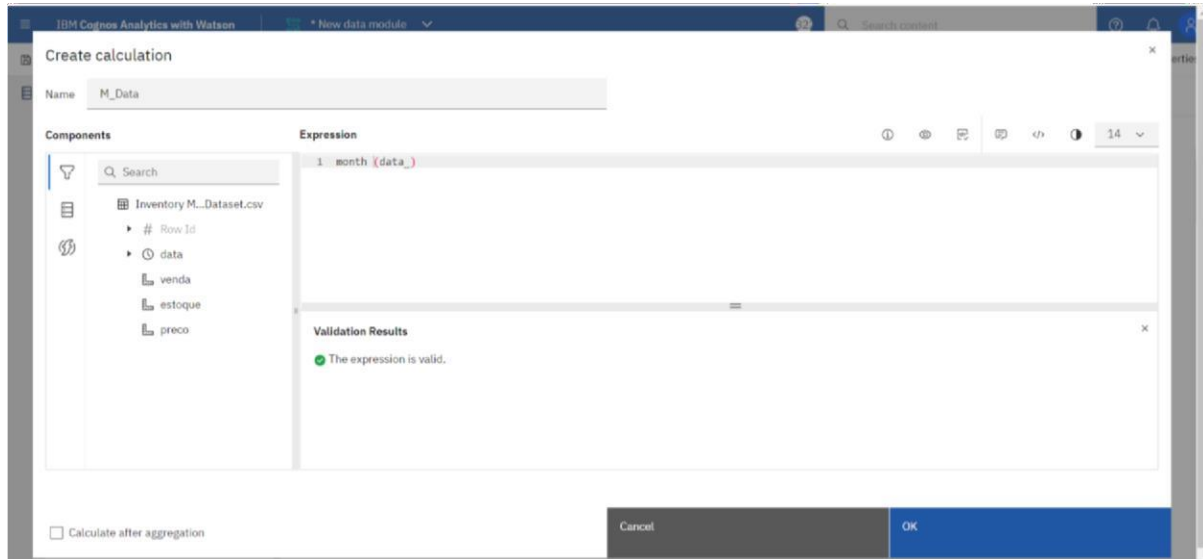 IBM Cognos Analytics with Watson
* New data module
32
Search content
Create calculation
erties
Name
M_Data
Components
Expression
14
1 month (data_)
Search
Inventory M...Dataset.csv
# Row Id
data
venda
estoque
preco
Validation Results
The expression is valid.
Calculate after aggregation
Cancel
OK